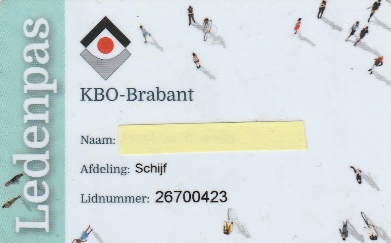 Ledenpas
KBO-Brabant
Naam:
Afdeling: Schijf
Lidnummer: 26700423